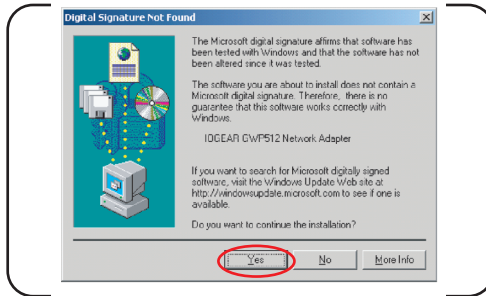 Digital Signature Not Found
The Microsoft digital signature affirms that software has
been tested with Windows and that the software has not
been altered since it was tested.
The software you are about to install does not contain a
Microsoft digital signature. Therefore, there is no
guarantee that this software works correctly with
Windows.
IOGEAR GWP512 Network Adapter
If you want to search for Microsoft digitally signed
software, visit the Windows Update Web site at
http://windowsupdate.microsoft.com to see if one is
available.
Do you want to continue the installation?
Yes No More Info